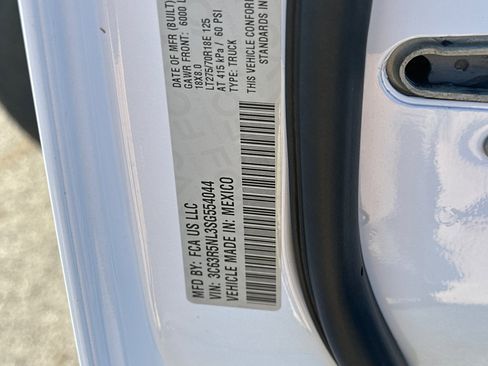 MFD BY: FCA US LLC
DATE OF MFR (BUILT)
GAWR FRONT: 6000 L
18X8.0
LT275/70R18E 125
AT 415 kPa / 60 PSI
TYPE: TRUCK
THIS VEHICLE CONFORM
STANDARDS IN
VIN: 3C63R5NL3SG554044
VEHICLE MADE IN: MEXICO